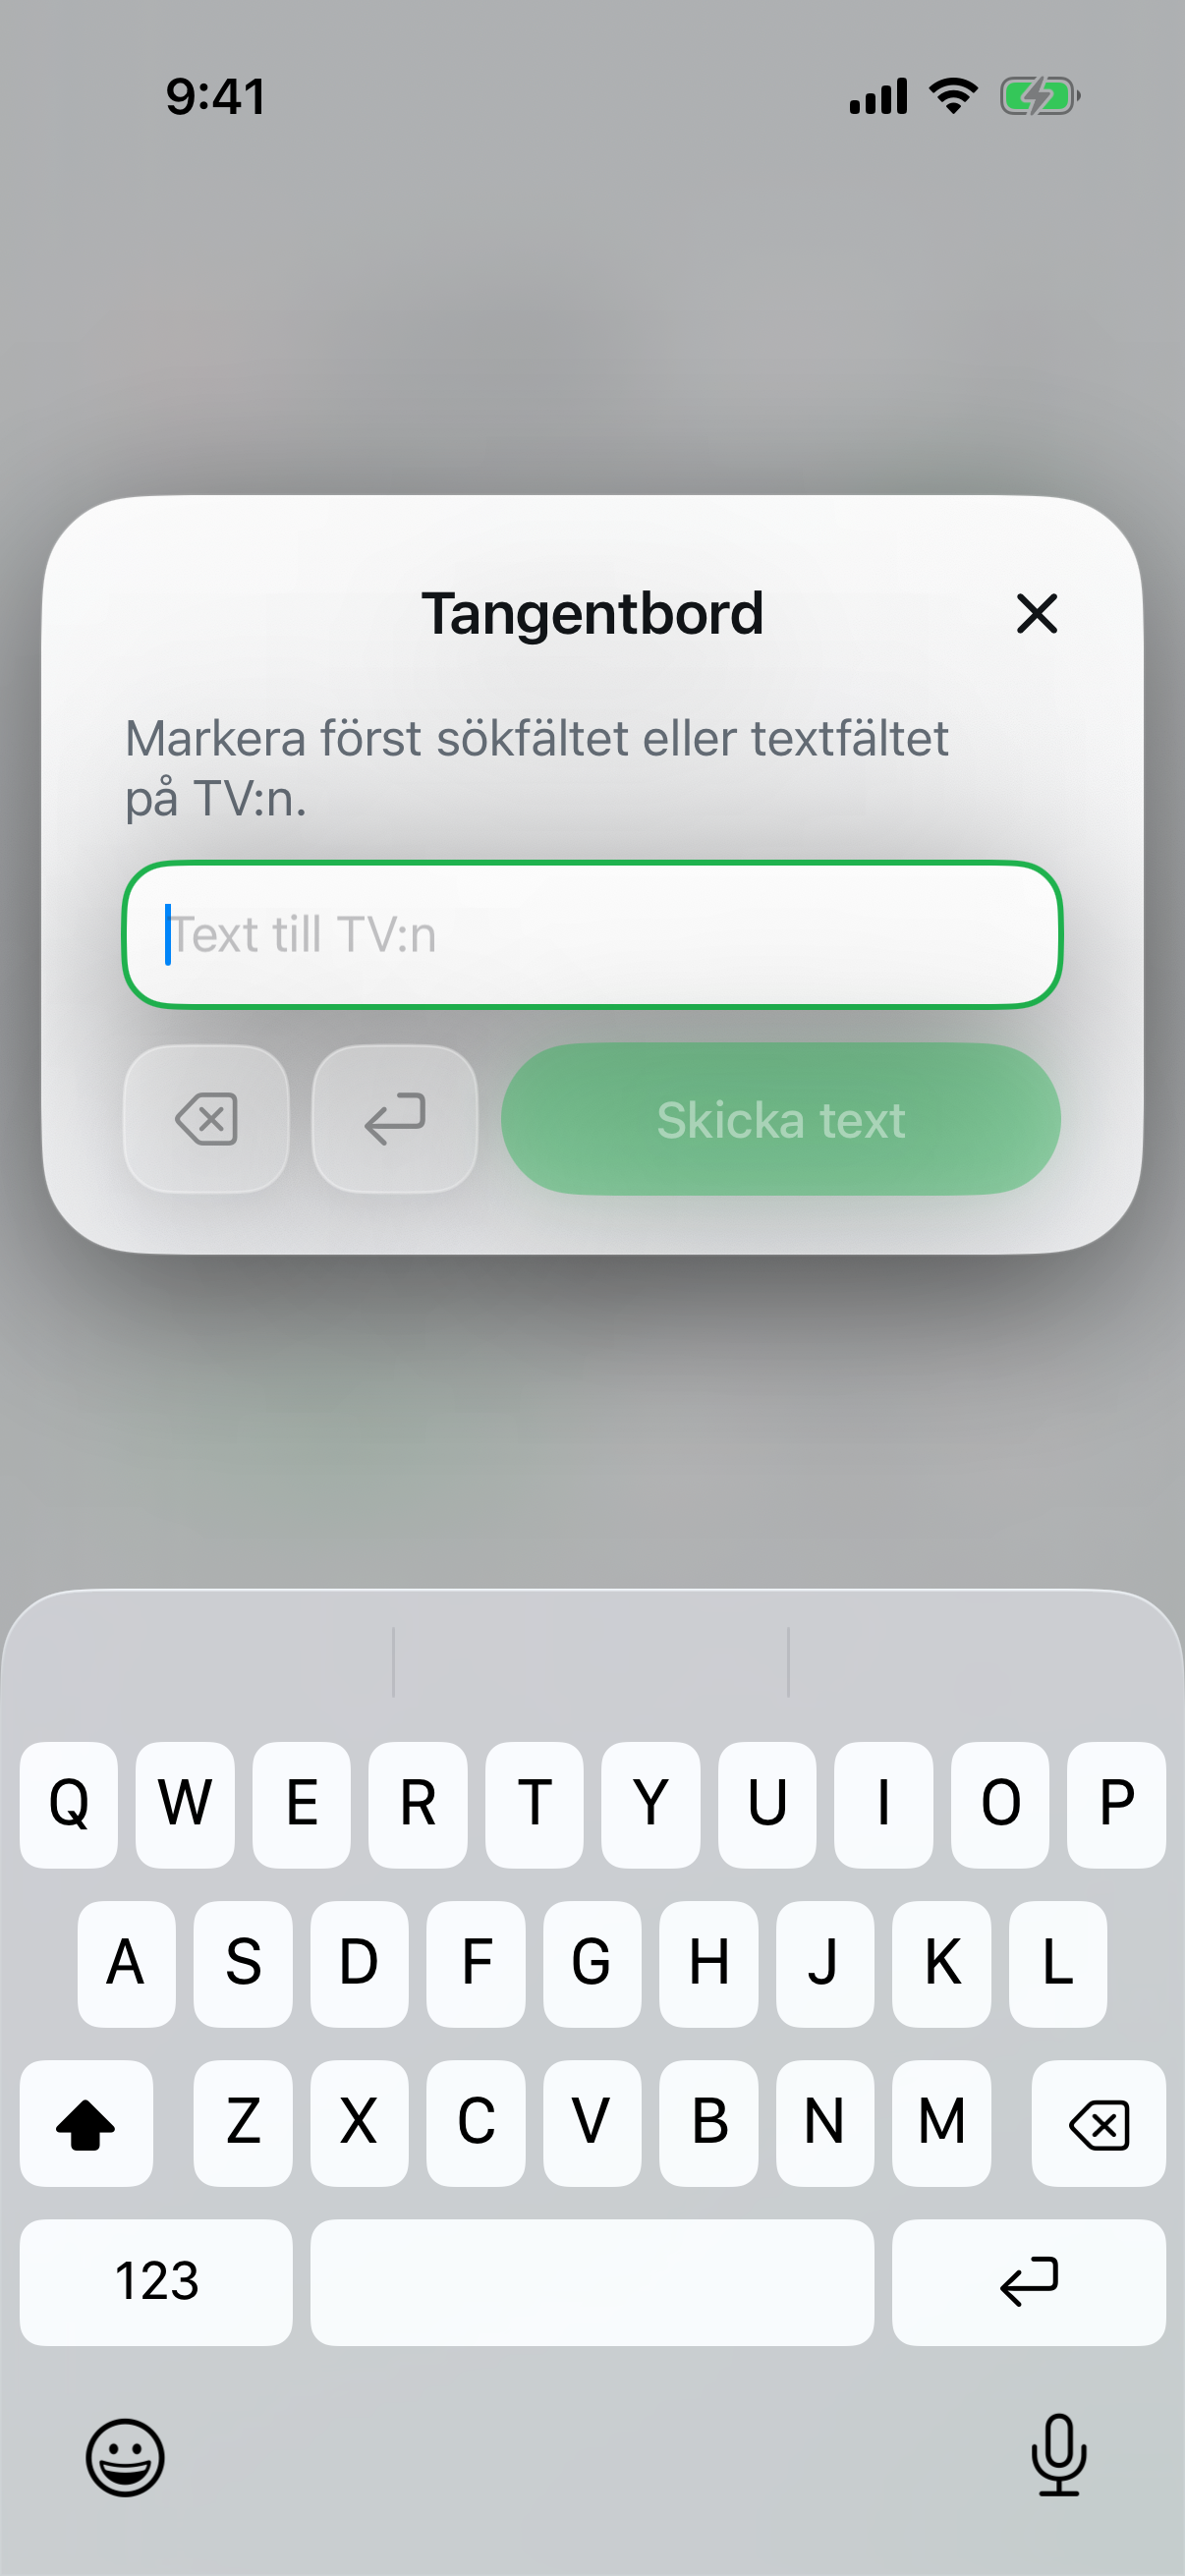 9:41
Tangentbord
Markera först sökfältet eller textfältet
på TV:n.
Text till TV:n
Skicka text
Q W E R T Y U I O P
A S D F G H J K L
Z X C V B N M
123